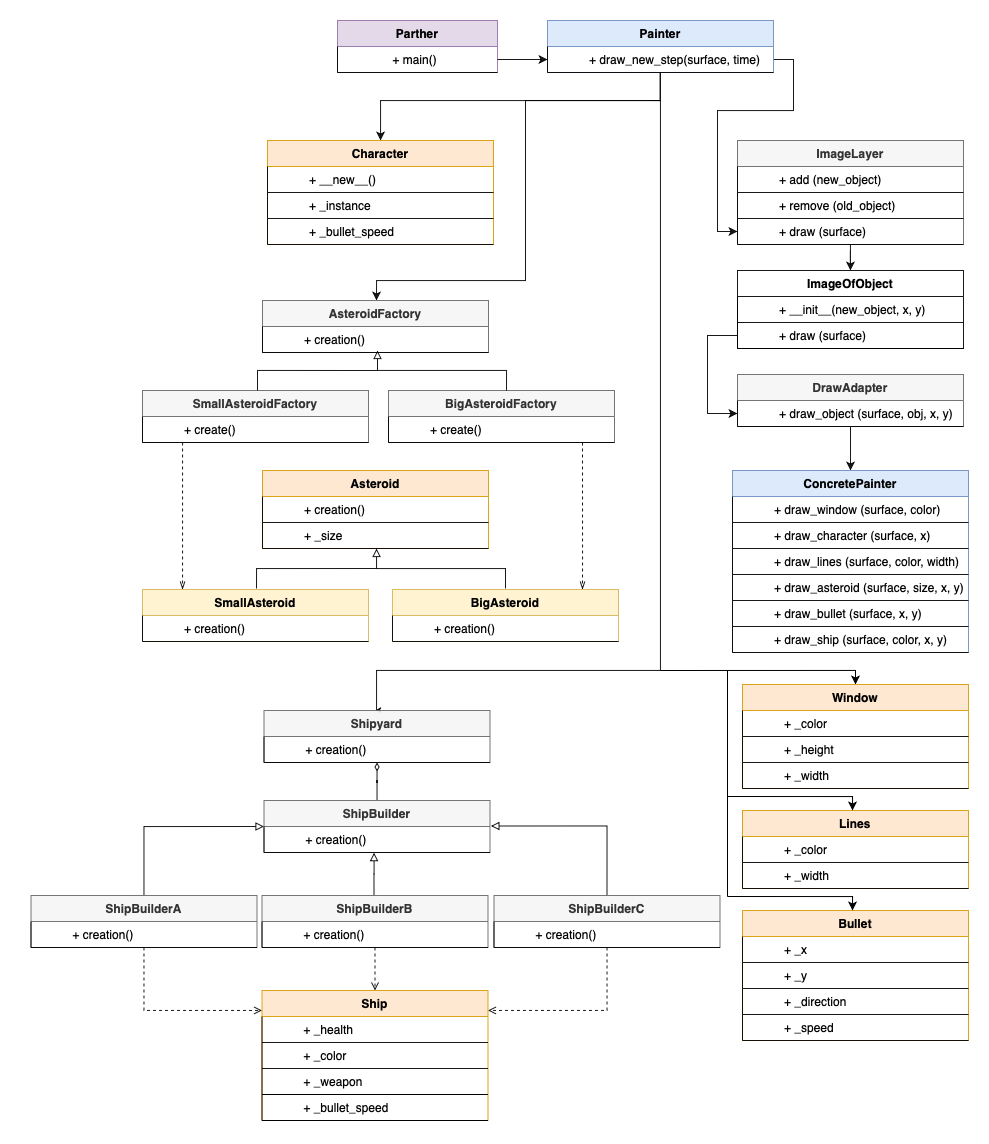 Parther
+ main()
Painter
+ draw_new_step(surface, time)
Character
+ __new__()
+ _instance
+ _bullet_speed
ImageLayer
+ add (new_object)
+ remove (old_object)
+ draw (surface)
ImageOfObject
+ __init__(new_object, x, y)
+ draw (surface)
AsteroidFactory
+ creation()
SmallAsteroidFactory
+ create()
BigAsteroidFactory
+ create()
DrawAdapter
+ draw_object (surface, obj, x, y)
Asteroid
+ creation()
+ _size
SmallAsteroid
+ creation()
BigAsteroid
+ creation()
ConcretePainter
+ draw_window (surface, color)
+ draw_character (surface, x)
+ draw_lines (surface, color, width)
+ draw_asteroid (surface, size, x, y)
+ draw_bullet (surface, x, y)
+ draw_ship (surface, color, x, y)
Shipyard
+ creation()
ShipBuilder
+ creation()
ShipBuilderA
+ creation()
ShipBuilderB
+ creation()
ShipBuilderC
+ creation()
Ship
+ _health
+ _color
+ _weapon
+ _bullet_speed
Window
+ _color
+ _height
+ _width
Lines
+ _color
+ _width
Bullet
+ _x
+ _y
+ _direction
+ _speed